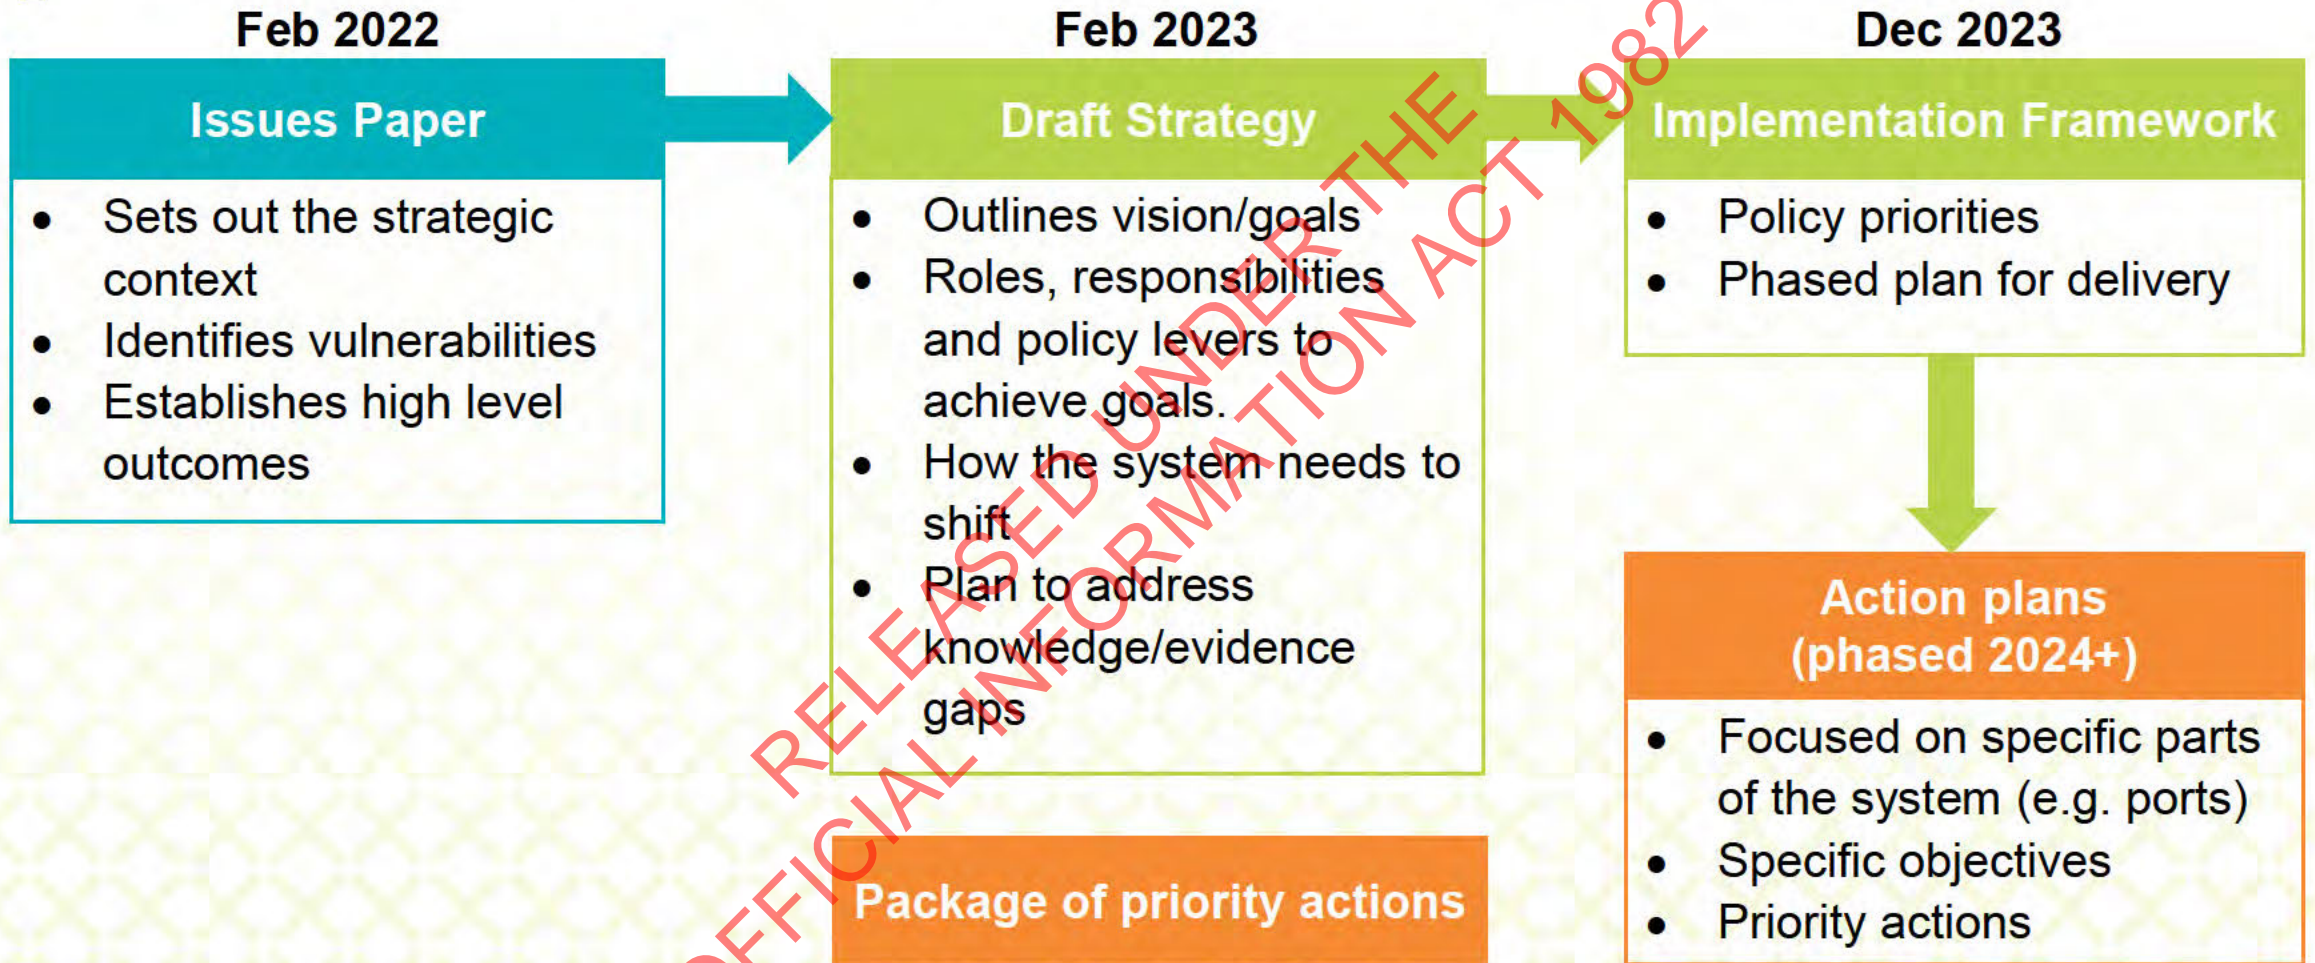 Feb 2022
Issues Paper
● Sets out the strategic
context
● Identifies vulnerabilities
● Establishes high level
outcomes
Feb 2023
Draft Strategy
● Outlines vision/goals
● Roles, responsibilities
and policy levers to
achieve goals.
● How the system needs to
shift
● Plan to address
knowledge/evidence
gaps
Package of priority actions
Dec 2023
Implementation Framework
● Policy priorities
● Phased plan for delivery
Action plans
(phased 2024+)
● Focused on specific parts
of the system (e.g. ports)
● Specific objectives
● Priority actions
RELEASED UNDER THE
OFFICIAL INFORMATION ACT 1982